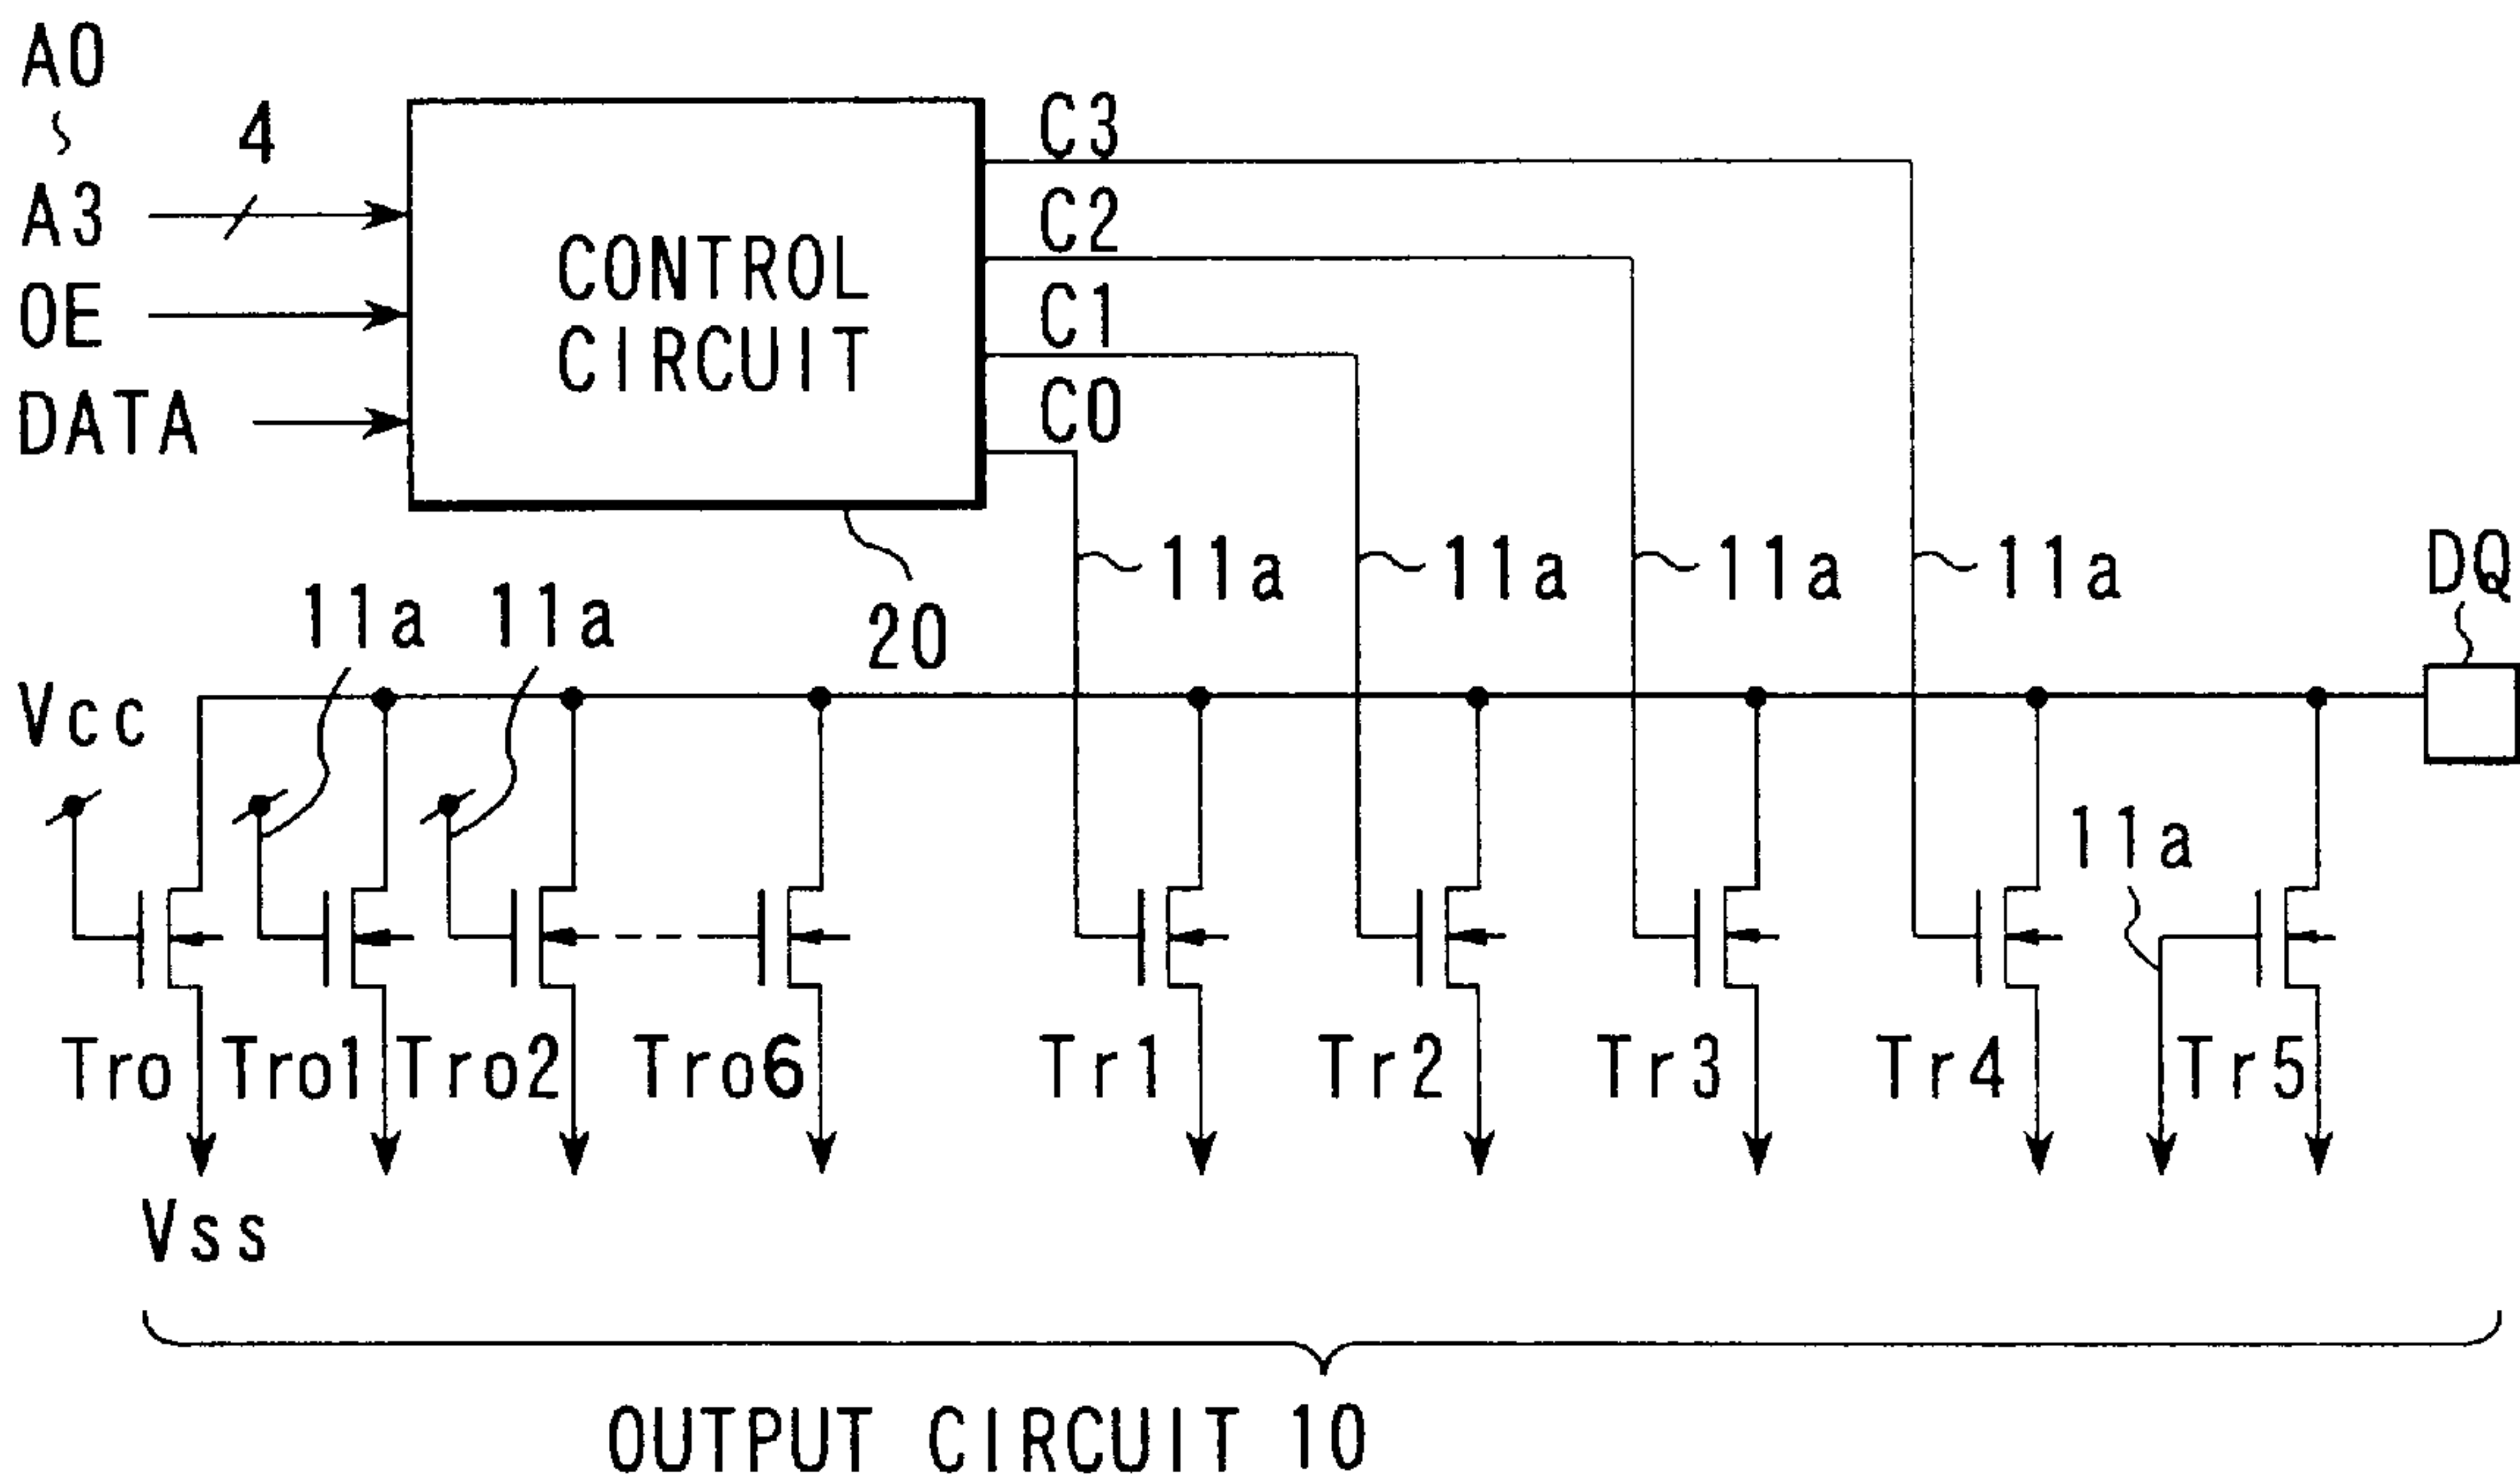 A0
~
A3
4
OE
DATA
CONTROL
CIRCUIT
C3
C2
C1
C0
20
11a 11a 11a 11a 11a 11a
DQ
Vcc
11a
Tro Tro1 Tro2 Tro6 Tr1 Tr2 Tr3 Tr4 Tr5
Vss
OUTPUT CIRCUIT 10